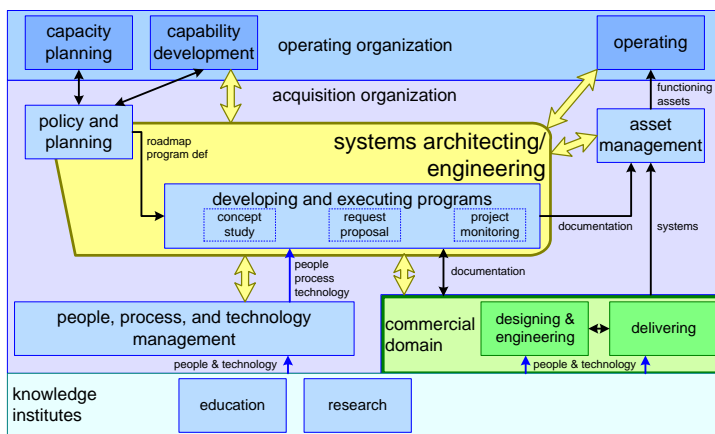 capacity
planning
capability
development
operating organization
operating
functioning
assets
acquisition organization
policy and
planning
roadmap
program def
systems architecting/
engineering
asset
management
developing and executing programs
concept
study
request
proposal
project
monitoring
documentation
systems
people
process
technology
documentation
people, process, and technology
management
commercial
domain
designing &
engineering
delivering
people & technology
people & technology
knowledge
institutes
education
research